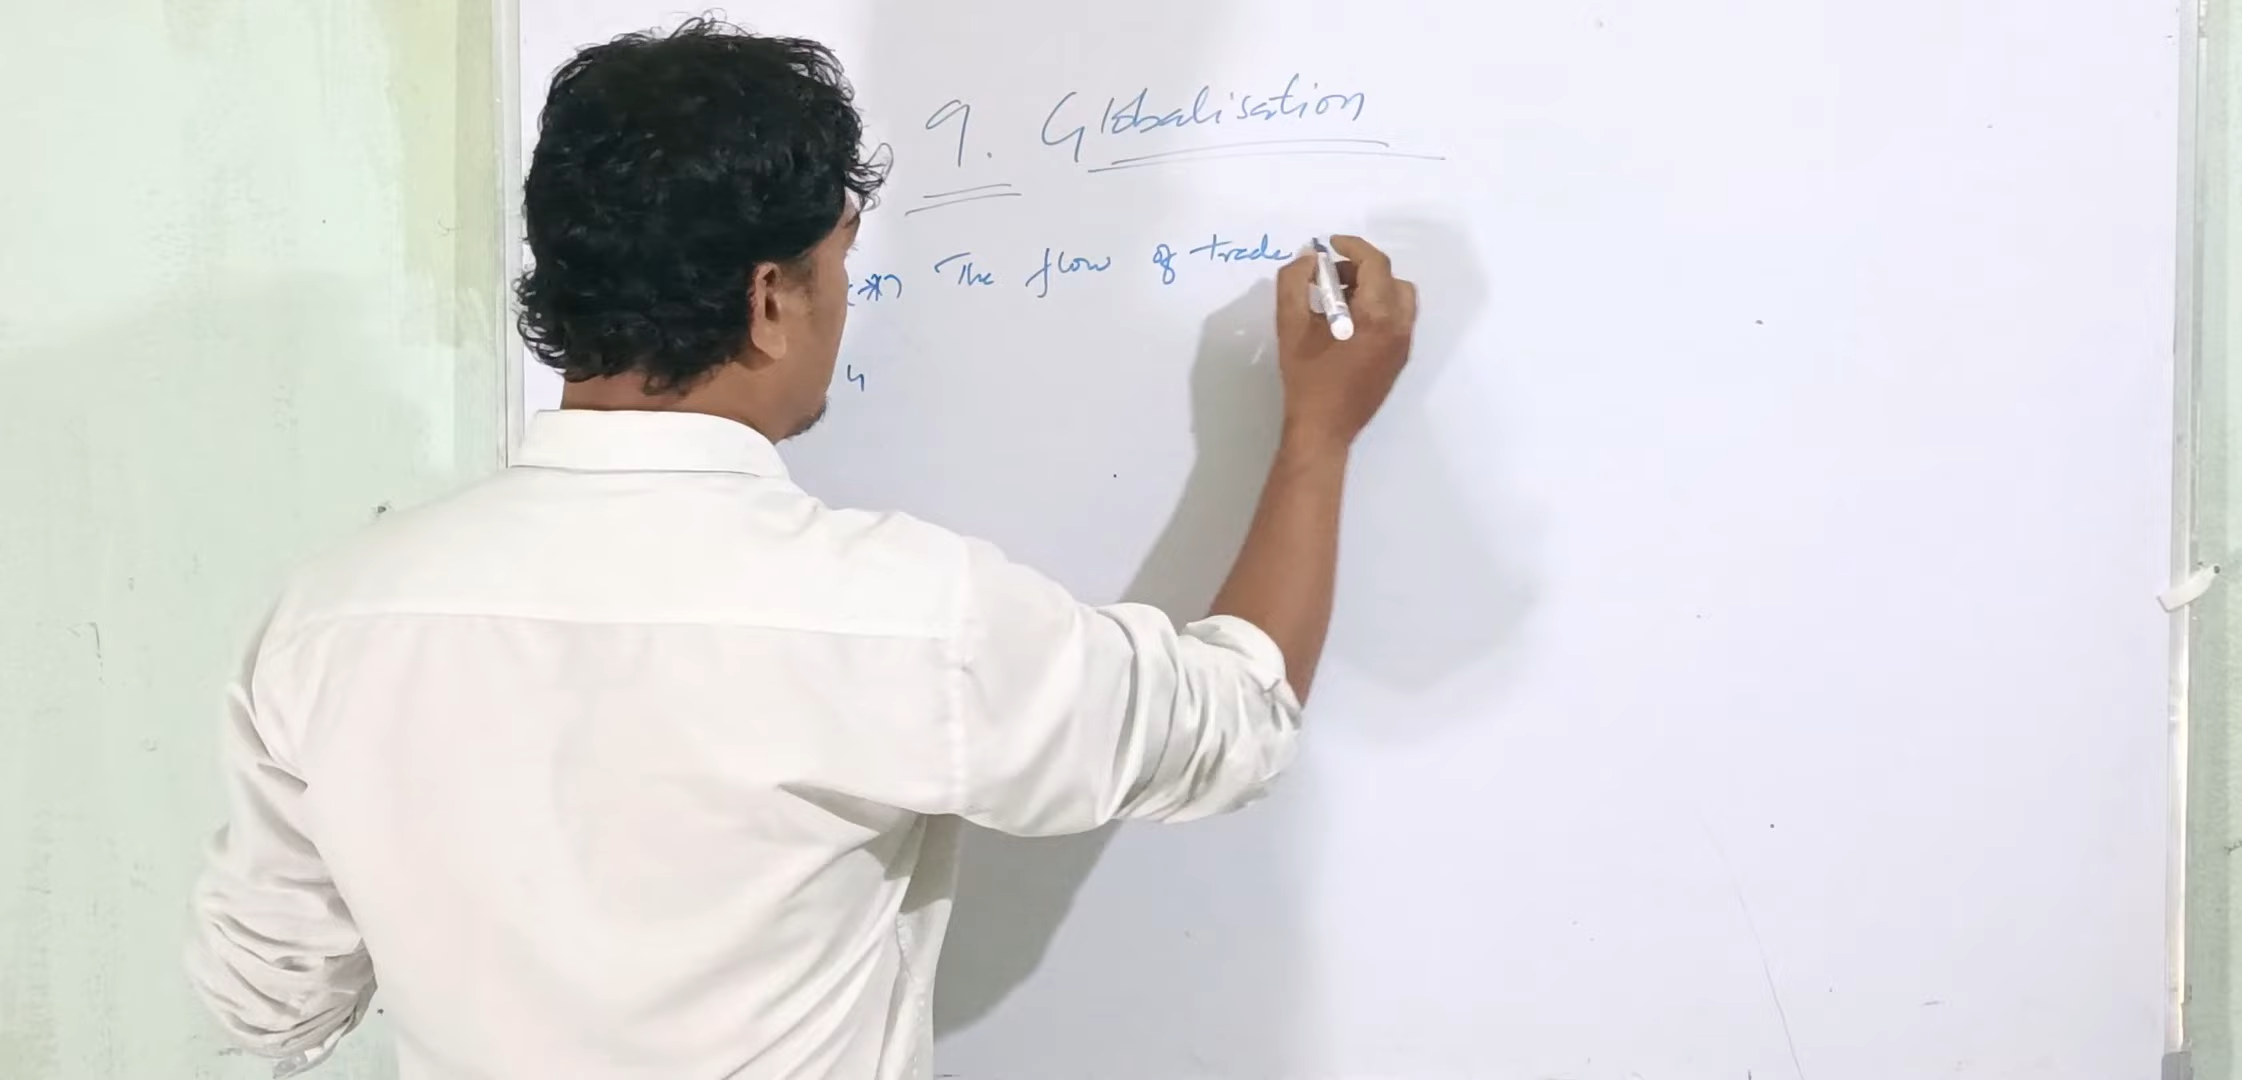 9. Globalisation
(*) The flow of trade